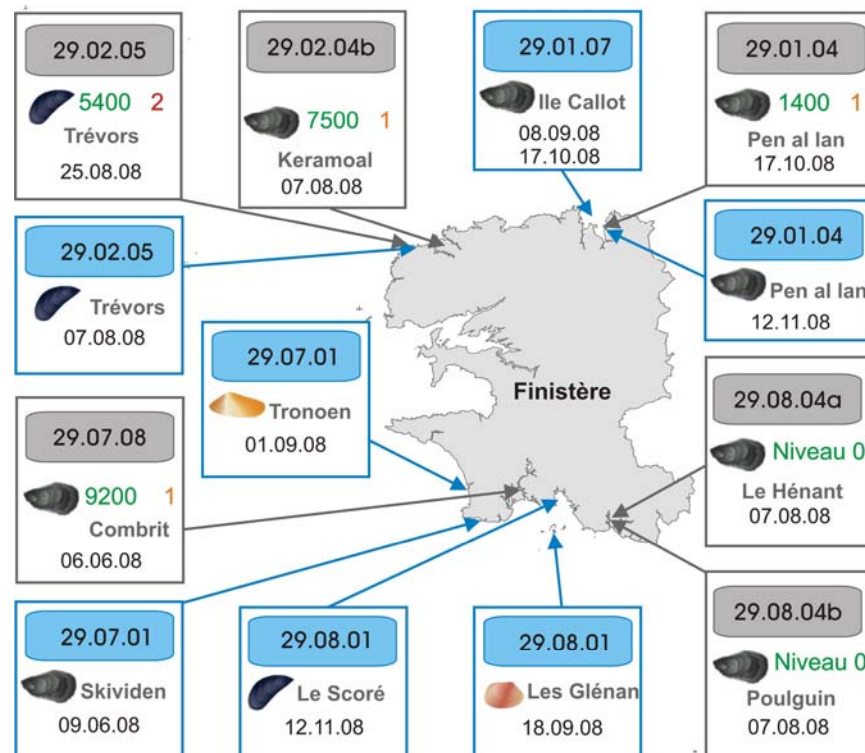 29.02.05
5400 2
Trévors
25.08.08
29.02.04b
7500 1
Keramoal
07.08.08
29.01.07
Ile Callot
08.09.08
17.10.08
29.01.04
1400 1
Pen al lan
17.10.08
29.02.05
Trévors
07.08.08
29.01.04
Pen al lan
12.11.08
29.07.01
Tronoen
01.09.08
Finistère
29.08.04a
Niveau 0
Le Hénant
07.08.08
29.07.08
9200 1
Combrit
06.06.08
29.07.01
Skividen
09.06.08
29.08.01
Le Scoré
12.11.08
29.08.01
Les Glénan
18.09.08
29.08.04b
Niveau 0
Poulguin
07.08.08